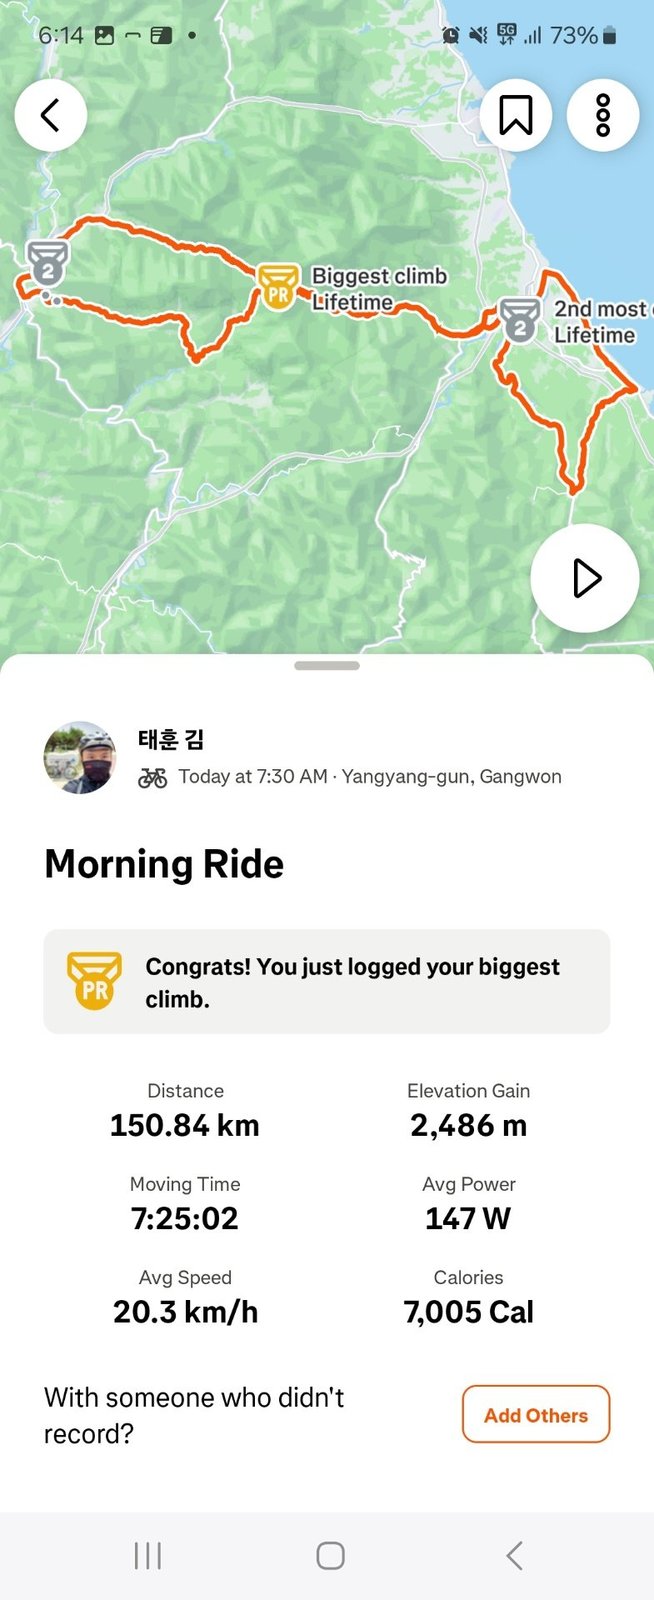 6:14
5G
73%
2
PR
Biggest climb
Lifetime
2
2nd most
Lifetime
태훈 김
Today at 7:30 AM · Yangyang-gun, Gangwon
Morning Ride
PR
Congrats! You just logged your biggest
climb.
Distance
Elevation Gain
150.84 km
2,486 m
Moving Time
Avg Power
7:25:02
147 W
Avg Speed
Calories
20.3 km/h
7,005 Cal
With someone who didn't
record?
Add Others